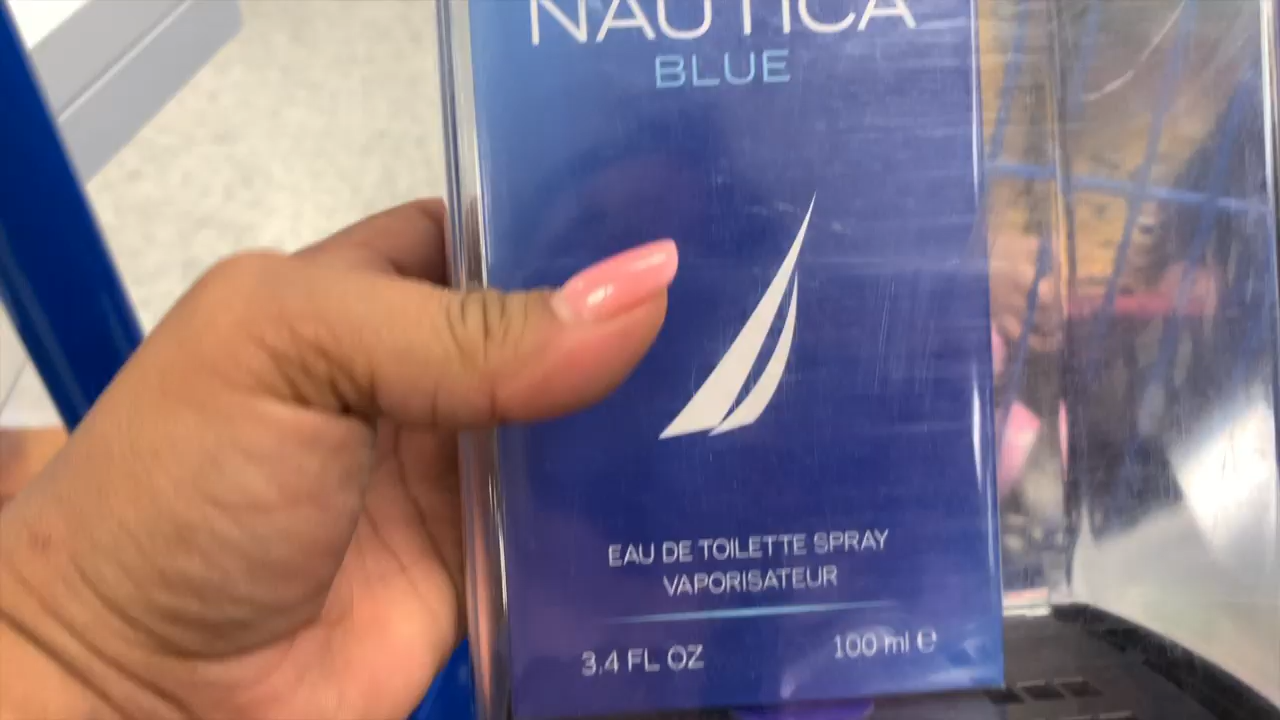 NAUTICA
BLUE
EAU DE TOILETTE SPRAY
VAPORISATEUR
3.4 FL OZ
100 ml ℮